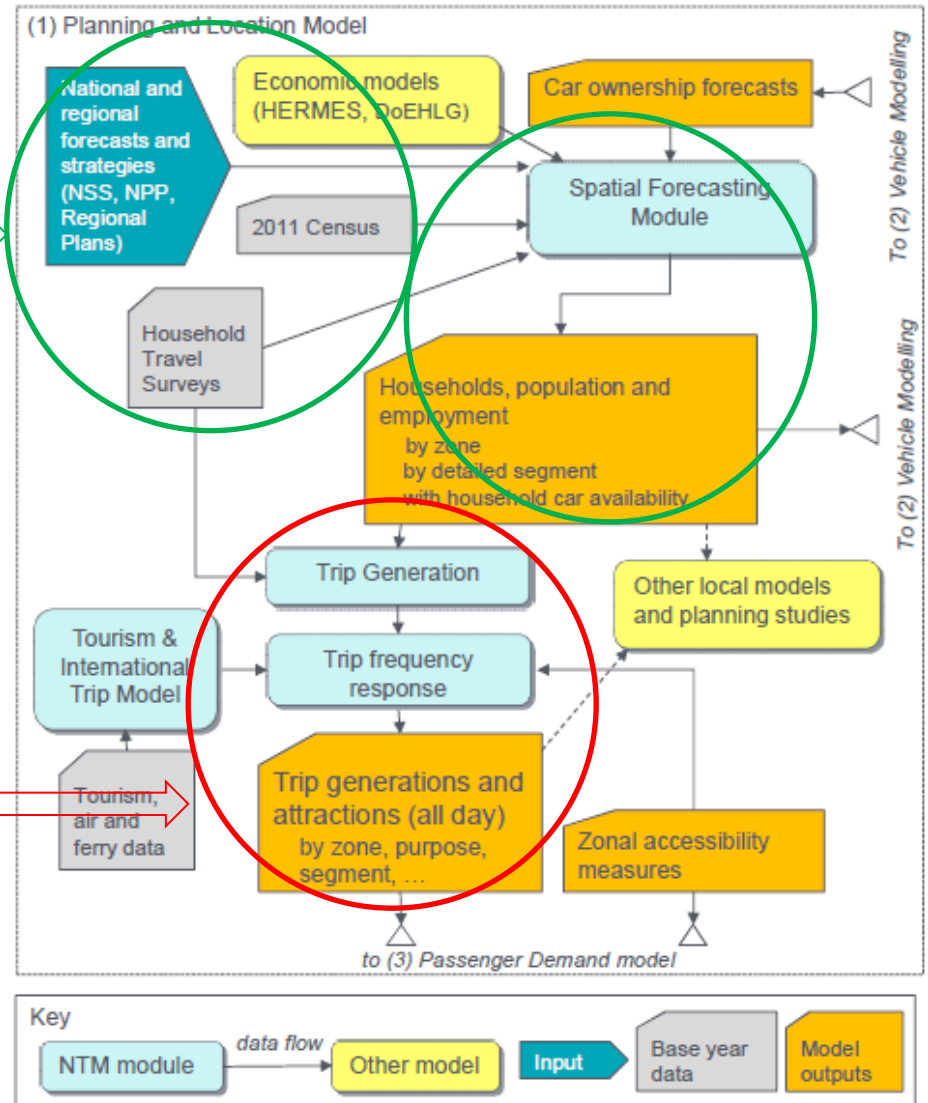 (1) Planning and Location Model
National and
regional
forecasts and
strategies
(NSS, NPP,
Regional
Plans)
Economic models
(HERMES, DoEHLG)
Car ownership forecasts
To (2) Vehicle Modelling
Spatial Forecasting
Module
2011 Census
Household
Travel
Surveys
Households, population and
employment
by zone
by detailed segment
with household car availability
To (2) Vehicle Modelling
Trip Generation
Other local models
and planning studies
Tourism &
International
Trip Model
Trip frequency
response
Tourism,
air and
ferry data
Trip generations and
attractions (all day)
by zone, purpose,
segment, …
Zonal accessibility
measures
to (3) Passenger Demand model
Key
NTM module
data flow
Other model
Input
Base year
data
Model
outputs